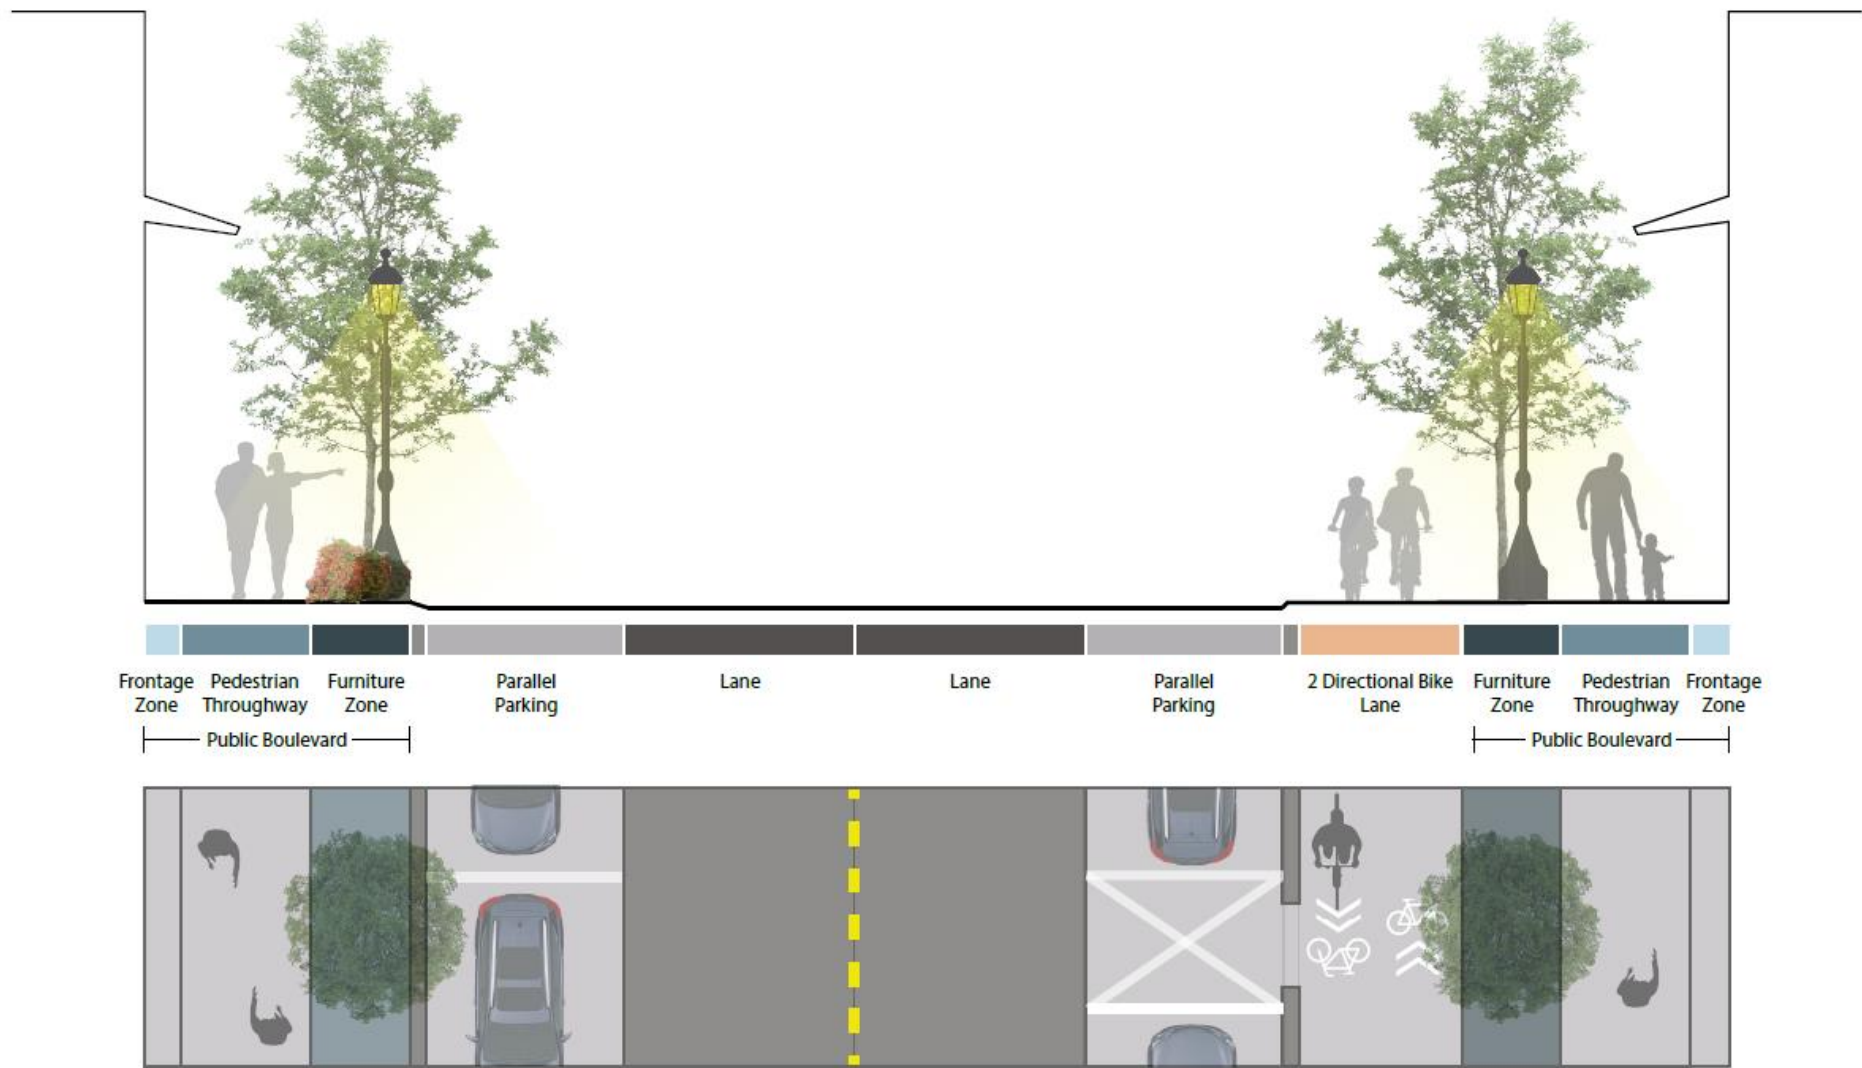 Frontage Zone
Pedestrian Throughway
Furniture Zone
Parallel Parking
Lane
Lane
Parallel Parking
2 Directional Bike Lane
Furniture Zone
Pedestrian Throughway
Frontage Zone
Public Boulevard
Public Boulevard